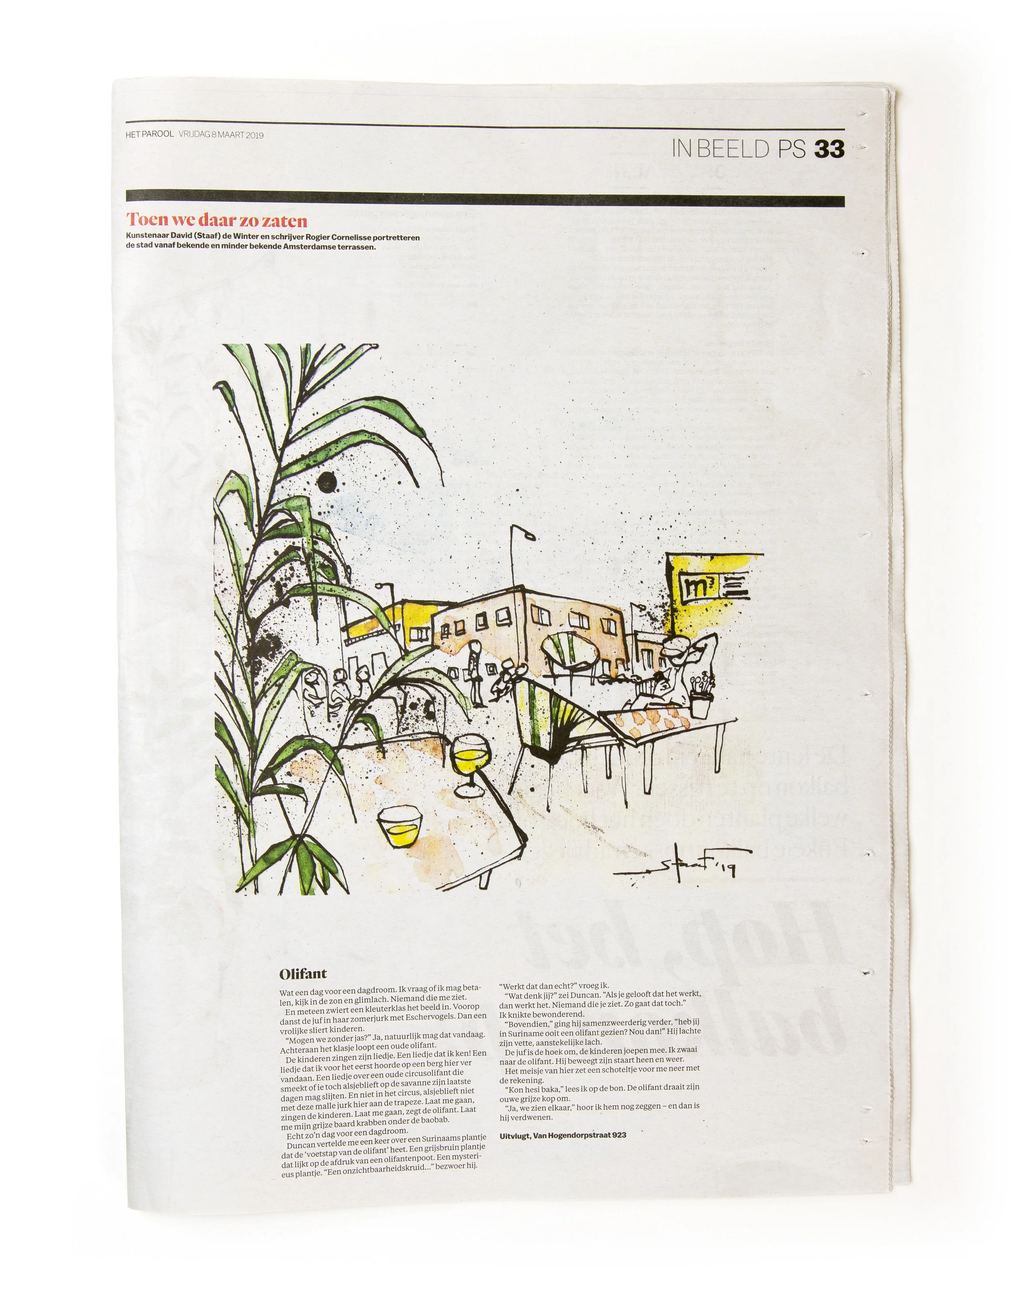 HET PAROOL VRIJDAG 8 MAART 2019
IN BEELD PS 33
Toen we daar zo zaten
Kunstenaar David (Staaf) de Winter en schrijver Rogier Cornelisse portretteren
de stad vanaf bekende en minder bekende Amsterdamse terrassen.
m³
staaf '19
Olifant
Wat een dag voor een dagdroom. Ik vraag of ik mag beta-
len, kijk in de zon en glimlach. Niemand die me ziet.
En meteen zwiert een kleuterklas het beeld in. Voorop
danst de juf in haar zomerjurk met Eschervogels. Dan een
vrolijke sliert kinderen.
“Mogen we zonder jas?” Ja, natuurlijk mag dat vandaag.
Achteraan het klasje loopt een oude olifant.
De kinderen zingen zijn liedje. Een liedje dat ik ken! Een
liedje dat ik voor het eerst hoorde op een berg hier ver
vandaan. Een liedje over een oude circusolifant die
smeekt of ie toch alsjeblieft op de savanne zijn laatste
dagen mag slijten. En niet in het circus, alsjeblieft niet
met deze malle jurk hier aan de trapeze. Laat me gaan,
zingen de kinderen. Laat me gaan, zegt de olifant. Laat
me mijn grijze baard krabben onder de baobab.
Echt zo’n dag voor een dagdroom.
Duncan vertelde me een keer over een Surinaams plantje
dat de ‘voetstap van de olifant’ heet. Een grijsbruin plantje
dat lijkt op de afdruk van een olifantenpoot. Een mysteri-
eus plantje. “Een onzichtbaarheidskruid...” bezwoer hij.
“Werkt dat dan echt?” vroeg ik.
“Wat denk jij?” zei Duncan. “Als je gelooft dat het werkt,
dan werkt het. Niemand die je ziet. Zo gaat dat toch.”
Ik knikte bewonderend.
“Bovendien,” ging hij samenzweerderig verder, “heb jij
in Suriname ooit een olifant gezien? Nou dan!” Hij lachte
zijn vette, aanstekelijke lach.
De juf is de hoek om, de kinderen joepen mee. Ik zwaai
naar de olifant. Hij beweegt zijn staart heen en weer.
Het meisje van hier zet een schoteltje voor me neer met
de rekening.
“Kon hesi baka,” lees ik op de bon. De olifant draait zijn
ouwe grijze kop om.
“Ja, we zien elkaar,” hoor ik hem nog zeggen – en dan is
hij verdwenen.
Uitvlugt, Van Hogendorpstraat 923